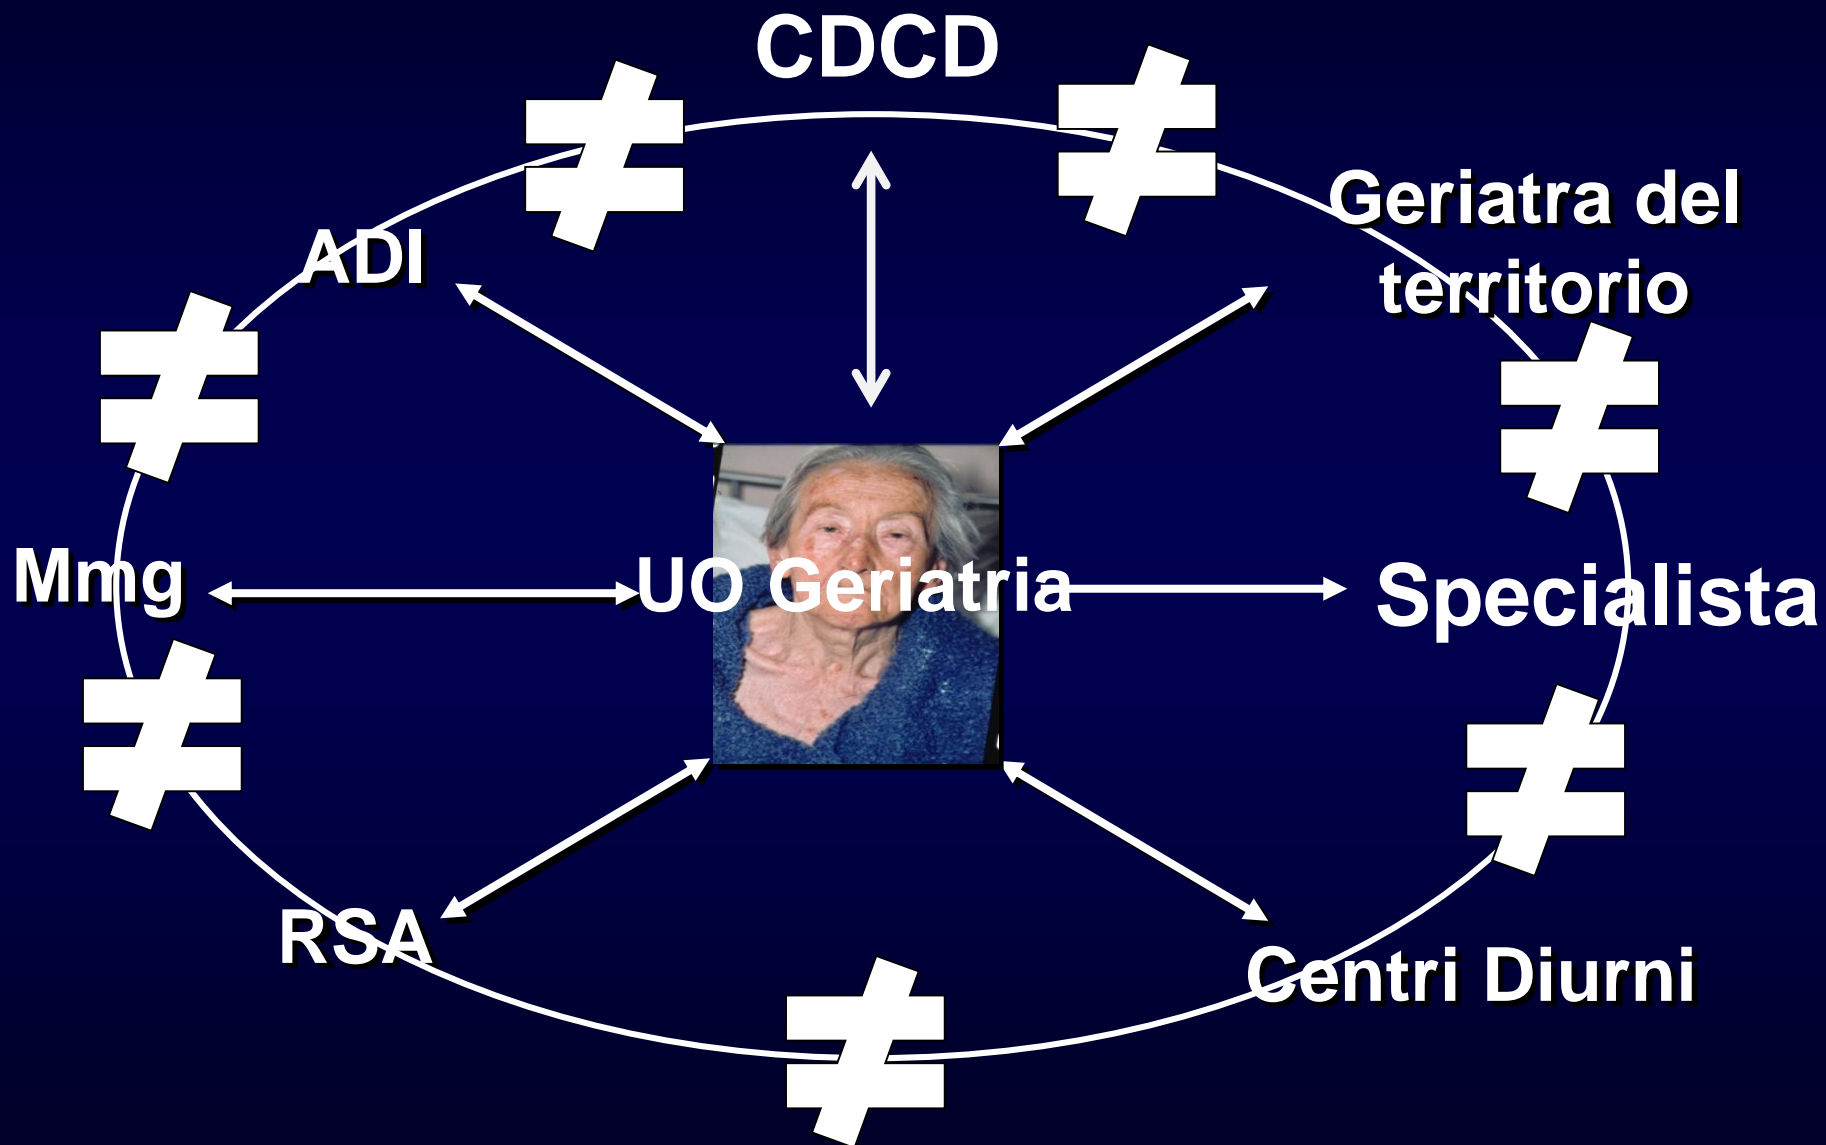 CDCD
Geriatra del
territorio
ADI
Mmg
UO Geriatria
Specialista
RSA
Centri Diurni